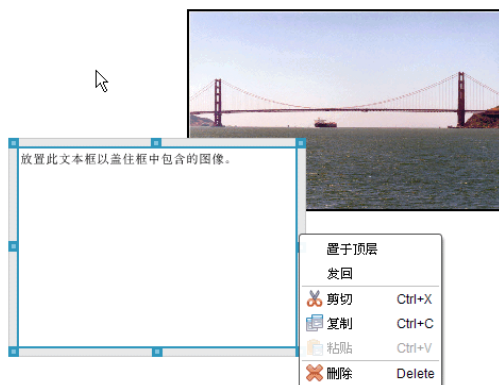 放置此文本框以盖住框中包含的图像。
置于顶层
发回
剪切 Ctrl+X
复制 Ctrl+C
粘贴 Ctrl+V
删除 Delete